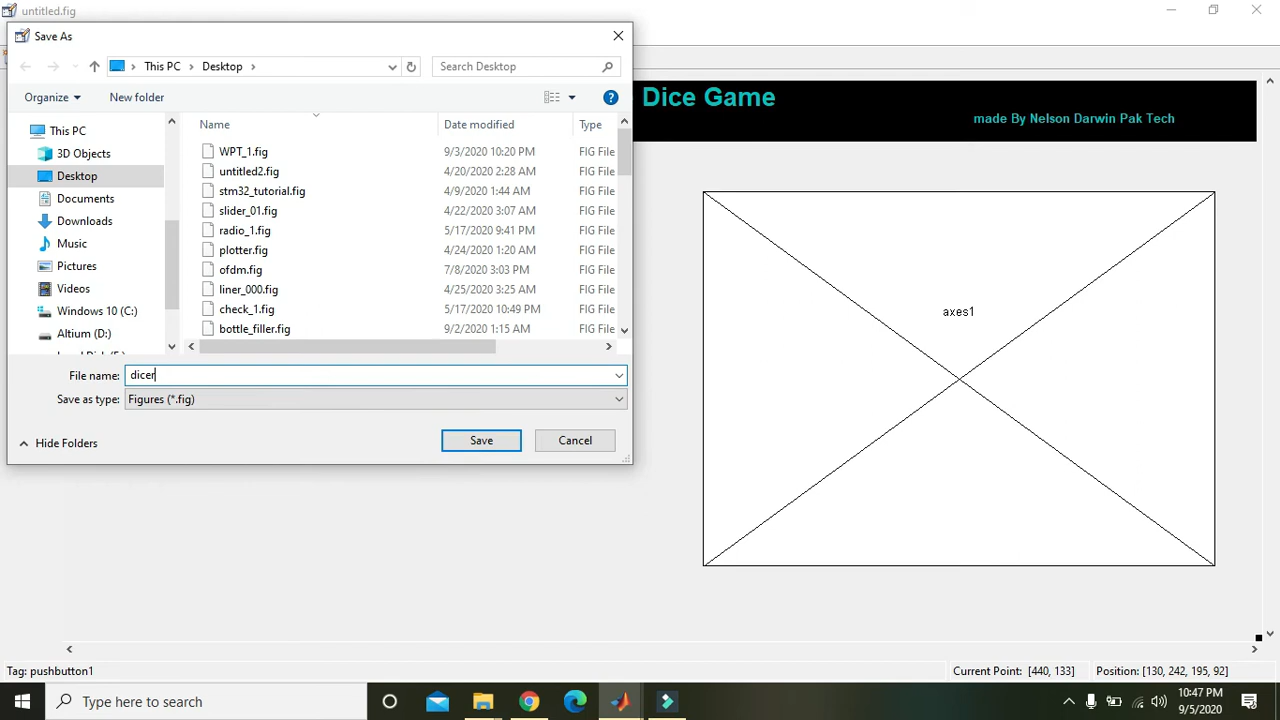 untitled.fig
Save As
This PC
Desktop
Search Desktop
Organize
New folder
Name
Date modified
Type
This PC
3D Objects
Desktop
Documents
Downloads
Music
Pictures
Videos
Windows 10 (C:)
Altium (D:)
WPT_1.fig 9/3/2020 10:20 PM FIG File
untitled2.fig 4/20/2020 2:28 AM FIG File
stm32_tutorial.fig 4/9/2020 1:44 AM FIG File
slider_01.fig 4/22/2020 3:07 AM FIG File
radio_1.fig 5/17/2020 9:41 PM FIG File
plotter.fig 4/24/2020 1:20 AM FIG File
ofdm.fig 7/8/2020 3:03 PM FIG File
liner_000.fig 4/25/2020 3:25 AM FIG File
check_1.fig 5/17/2020 10:49 PM FIG File
bottle_filler.fig 9/2/2020 1:15 AM FIG File
File name: dicer
Save as type: Figures (*.fig)
Hide Folders
Save
Cancel
Dice Game
made By Nelson Darwin Pak Tech
axes1
Tag: pushbutton1
Current Point: [440, 133]
Position: [130, 242, 195, 92]
Type here to search
10:47 PM
9/5/2020